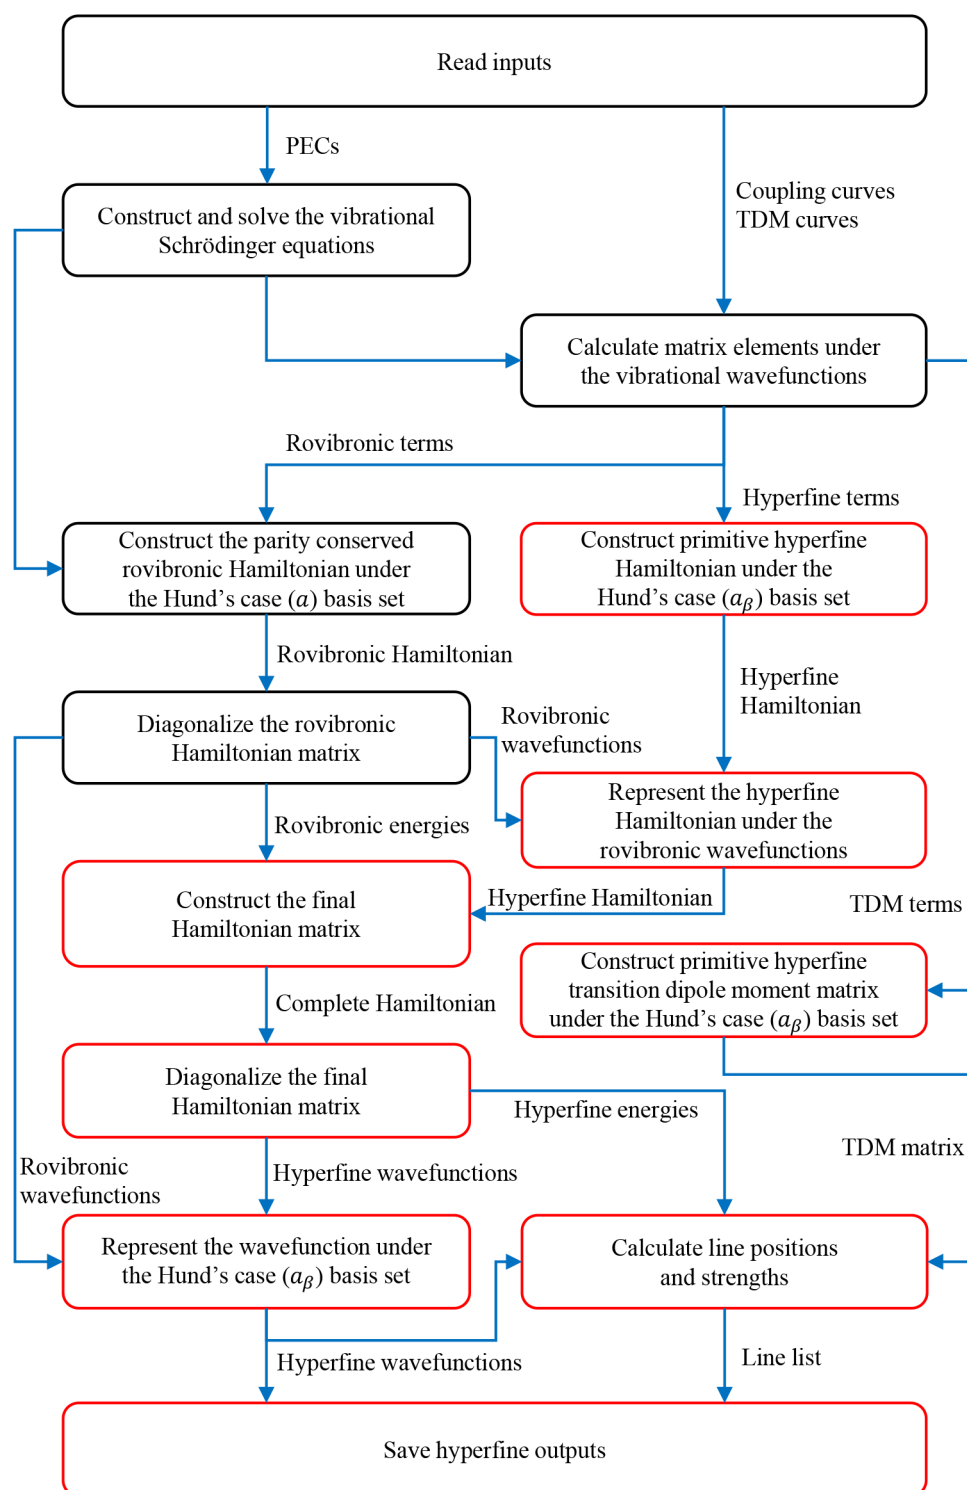 Read inputs
PECs
Coupling curves
TDM curves
Construct and solve the vibrational
Schrödinger equations
Calculate matrix elements under
the vibrational wavefunctions
Rovibronic terms
Hyperfine terms
Construct the parity conserved
rovibronic Hamiltonian under
the Hund's case (a) basis set
Construct primitive hyperfine
Hamiltonian under the
Hund's case (aᵦ) basis set
Rovibronic Hamiltonian
Hyperfine
Hamiltonian
Diagonalize the rovibronic
Hamiltonian matrix
Rovibronic
wavefunctions
Represent the hyperfine
Hamiltonian under the
rovibronic wavefunctions
Rovibronic energies
Hyperfine Hamiltonian
TDM terms
Construct the final
Hamiltonian matrix
Construct primitive hyperfine
transition dipole moment matrix
under the Hund's case (aᵦ) basis set
Complete Hamiltonian
Diagonalize the final
Hamiltonian matrix
Hyperfine energies
TDM matrix
Rovibronic
wavefunctions
Hyperfine wavefunctions
Represent the wavefunction under
the Hund's case (aᵦ) basis set
Calculate line positions
and strengths
Hyperfine wavefunctions
Line list
Save hyperfine outputs